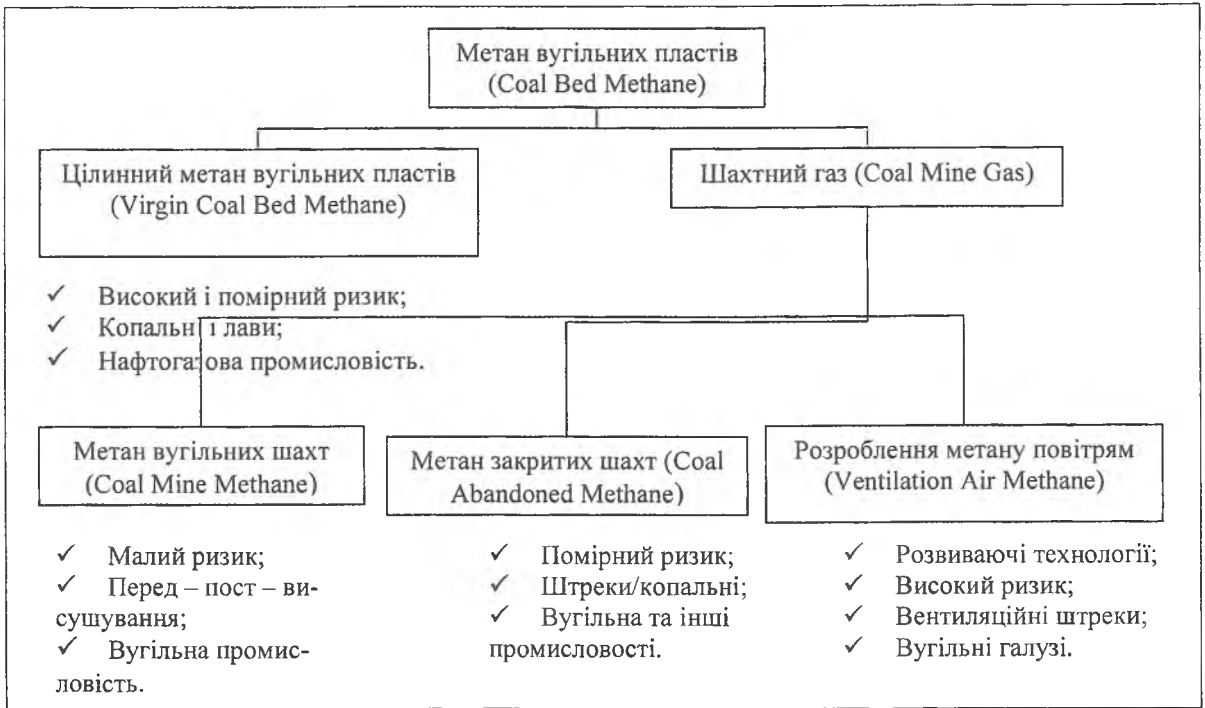 Метан вугільних пластів
(Coal Bed Methane)
Цілинний метан вугільних пластів
(Virgin Coal Bed Methane)
Шахтний газ (Coal Mine Gas)
✓ Високий і помірний ризик;
✓ Копальні і лави;
✓ Нафтогазова промисловість.
Метан вугільних шахт
(Coal Mine Methane)
Метан закритих шахт (Coal
Abandoned Methane)
Розроблення метану повітрям
(Ventilation Air Methane)
✓ Малий ризик;
✓ Перед – пост – ви-
сушування;
✓ Вугільна промис-
ловість.
✓ Помірний ризик;
✓ Штреки/копальні;
✓ Вугільна та інші
промисловості.
✓ Розвиваючі технології;
✓ Високий ризик;
✓ Вентиляційні штреки;
✓ Вугільні галузі.